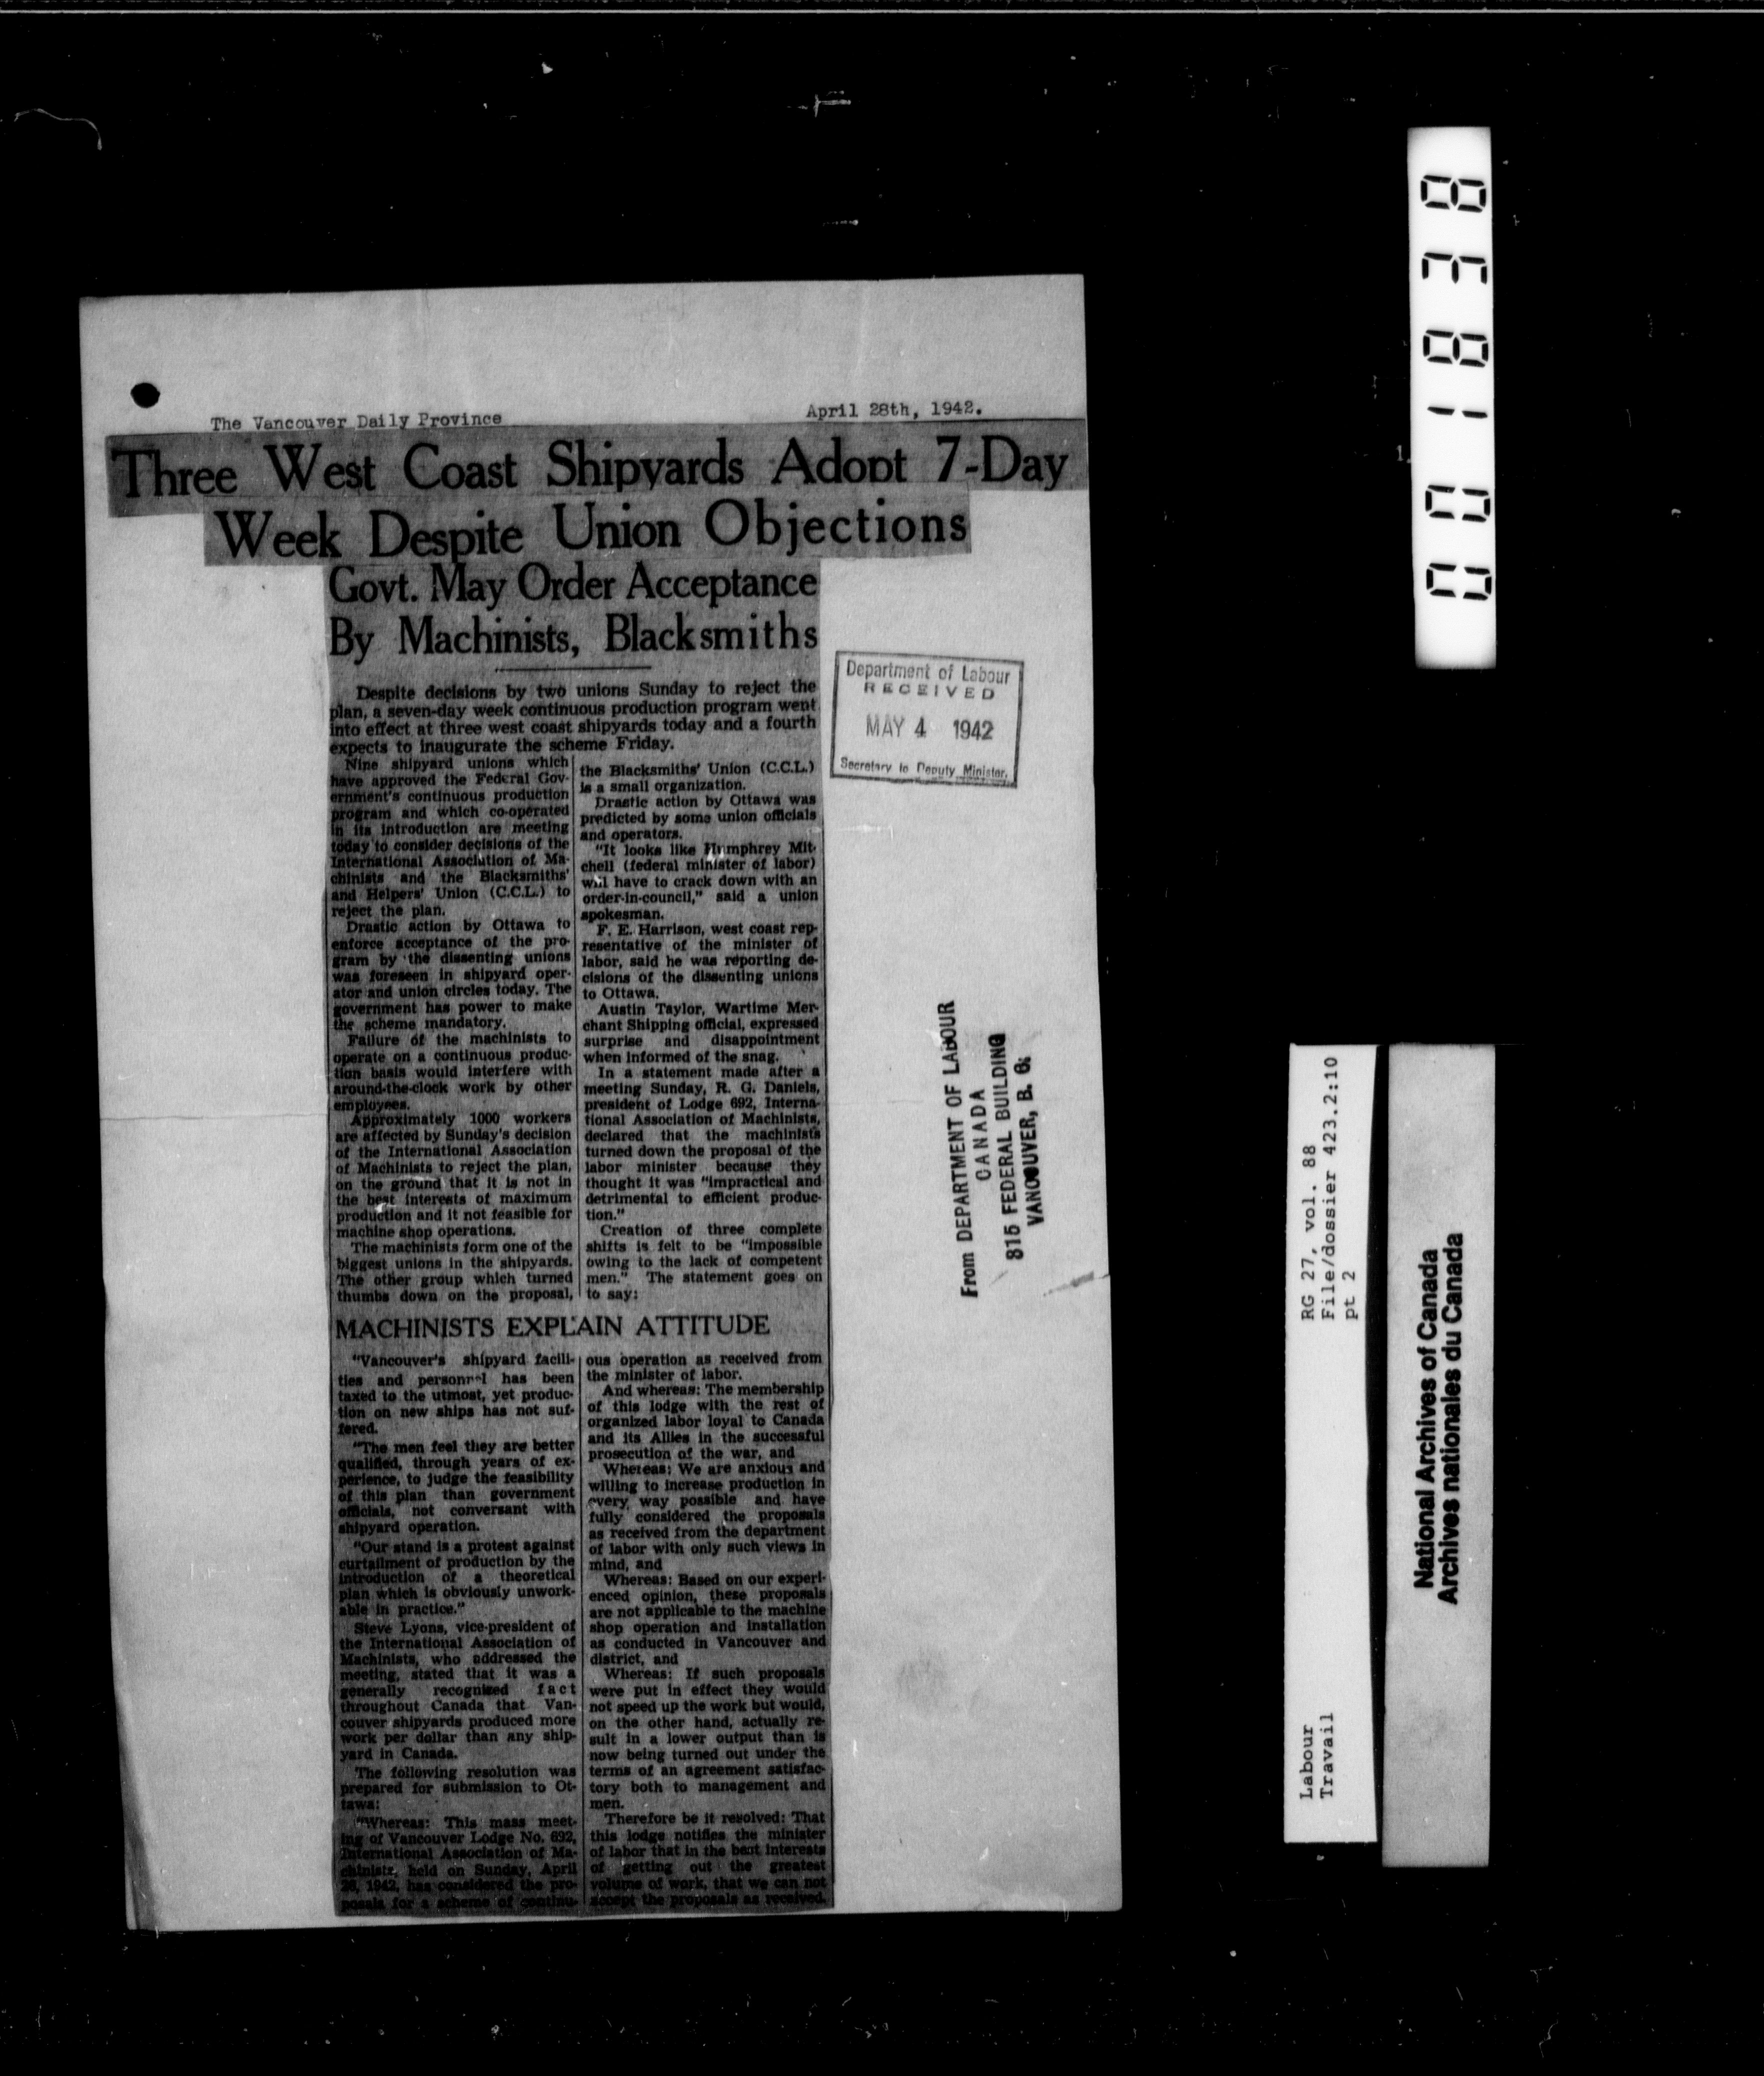 The Vancouver Daily Province
April 28th, 1942.
Three West Coast Shipyards Adopt 7-Day
Week Despite Union Objections
Govt. May Order Acceptance
By Machinists, Blacksmiths
Despite decisions by two unions Sunday to reject the
plan, a seven-day week continuous production program went
into effect at three west coast shipyards today and a fourth
expects to inaugurate the scheme Friday.
Nine shipyard unions which
have approved the Federal Gov-
ernment's continuous production
program and which co-operated
in its introduction are meeting
today to consider decisions of the
International Association of Ma-
chinists and the Blacksmiths'
and Helpers' Union (C.C.L.) to
reject the plan.
Drastic action by Ottawa to
enforce acceptance of the pro-
gram by the dissenting unions
was foreseen in shipyard oper-
ator and union circles today. The
government has power to make
the scheme mandatory.
Failure of the machinists to
operate on a continuous produc-
tion basis would interfere with
around-the-clock work by other
employees.
Approximately 1000 workers
are affected by Sunday's decision
of the International Association
of Machinists to reject the plan,
on the ground that it is not in
the best interests of maximum
production and it not feasible for
machine shop operations.
The machinists form one of the
biggest unions in the shipyards.
The other group which turned
thumbs down on the proposal,
the Blacksmiths' Union (C.C.L.)
is a small organization.
Drastic action by Ottawa was
predicted by some union officials
and operators.
"It looks like Humphrey Mit-
chell (federal minister of labor)
will have to crack down with an
order-in-council," said a union
spokesman.
F. E. Harrison, west coast rep-
resentative of the minister of
labor, said he was reporting de-
cisions of the dissenting unions
to Ottawa.
Austin Taylor, Wartime Mer-
chant Shipping official, expressed
surprise and disappointment
when informed of the snag.
In a statement made after a
meeting Sunday, R. G. Daniels,
president of Lodge 692, Interna-
tional Association of Machinists,
declared that the machinists
turned down the proposal of the
labor minister because they
thought it was "impractical and
detrimental to efficient produc-
tion."
Creation of three complete
shifts is felt to be "impossible
owing to the lack of competent
men." The statement goes on
to say:
MACHINISTS EXPLAIN ATTITUDE
"Vancouver's shipyard facili-
ties and personnel has been
taxed to the utmost, yet produc-
tion on new ships has not suf-
fered.
"The men feel they are better
qualified, through years of ex-
perience, to judge the feasibility
of this plan than government
officials, not conversant with
shipyard operation.
"Our stand is a protest against
curtailment of production by the
introduction of a theoretical
plan which is obviously unwork-
able in practice."
Steve Lyons, vice-president of
the International Association of
Machinists, who addressed the
meeting, stated that it was a
generally recognized fact
throughout Canada that Van-
couver shipyards produced more
work per dollar than any ship-
yard in Canada.
The following resolution was
prepared for submission to Ot-
tawa:
"Whereas: This mass meet-
ing of Vancouver Lodge No. 692,
International Association of Ma-
chinists, held on Sunday, April
26, 1942, has considered the pro-
posals for a scheme of continu-
ous operation as received from
the minister of labor.
And whereas: The membership
of this lodge with the rest of
organized labor loyal to Canada
and its Allies in the successful
prosecution of the war, and
Whereas: We are anxious and
willing to increase production in
every way possible and have
fully considered the proposals
as received from the department
of labor with only such views in
mind, and
Whereas: Based on our experi-
enced opinion, these proposals
are not applicable to the machine
shop operation and installation
as conducted in Vancouver and
district, and
Whereas: If such proposals
were put in effect they would
not speed up the work but would,
on the other hand, actually re-
sult in a lower output than is
now being turned out under the
terms of an agreement satisfac-
tory both to management and
men.
Therefore be it resolved: That
this lodge notifies the minister
of labor that in the best interests
of getting out the greatest
volume of work, that we can not
accept the proposals as received.
Department of Labour
RECEIVED
MAY 4 1942
Secretary to Deputy Minister.
From DEPARTMENT OF LABOUR
CANADA
815 FEDERAL BUILDING
VANCOUVER, B. C.
001838
RG 27, vol. 88
File/dossier 423.2:10
pt 2
Labour
Travail
National Archives of Canada
Archives nationales du Canada